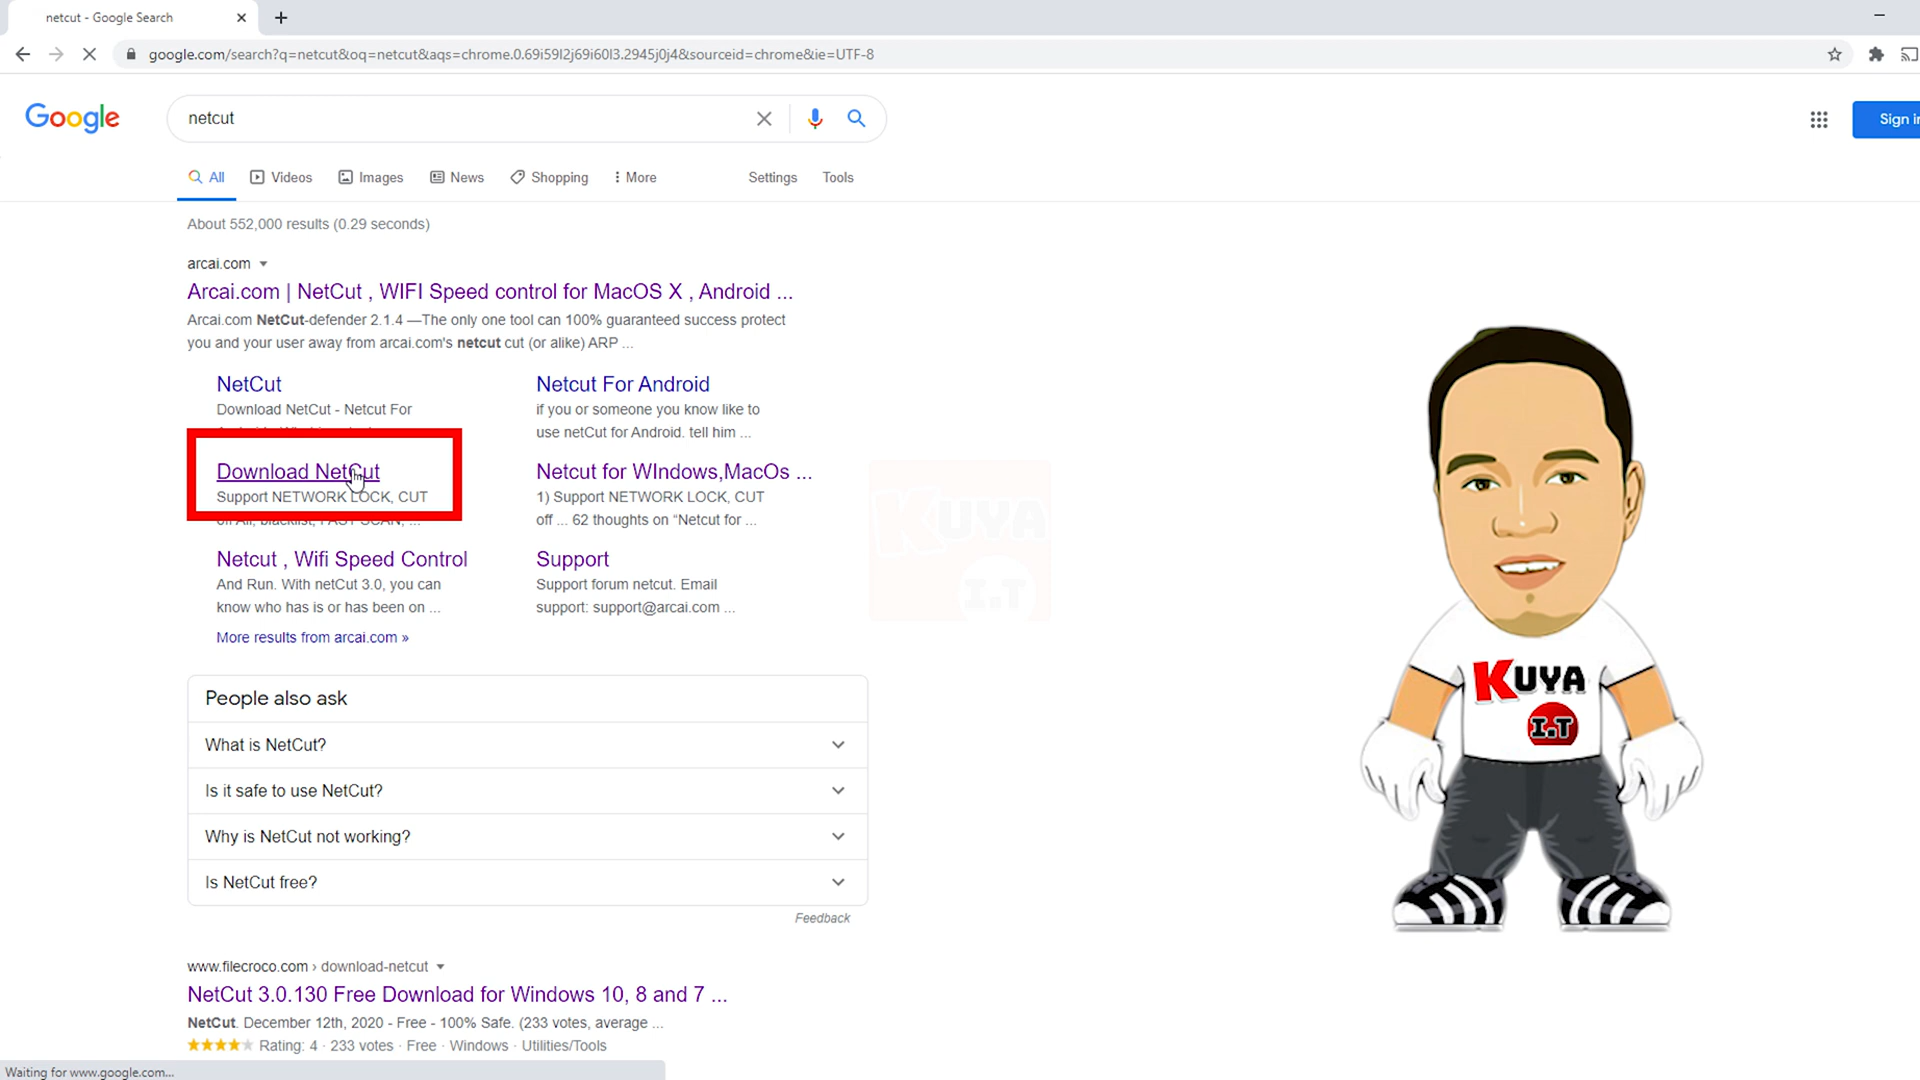 netcut - Google Search
google.com/search?q=netcut&oq=netcut&aqs=chrome.0.69i59l2j69i60l3.2945j0j4&sourceid=chrome&ie=UTF-8
Google
netcut
Sign in
All Videos Images News Shopping More Settings Tools
About 552,000 results (0.29 seconds)
arcai.com
Arcai.com | NetCut , WIFI Speed control for MacOS X , Android ...
Arcai.com NetCut-defender 2.1.4 —The only one tool can 100% guaranteed success protect
you and your user away from arcai.com's netcut cut (or alike) ARP ...
NetCut
Download NetCut - Netcut For
Netcut For Android
if you or someone you know like to
use netCut for Android. tell him ...
Download NetCut
Support NETWORK LOCK, CUT
off All, blacklist, FAST SCAN, ...
Netcut for WIndows,MacOs ...
1) Support NETWORK LOCK, CUT
off ... 62 thoughts on “Netcut for ...
Netcut , Wifi Speed Control
And Run. With netCut 3.0, you can
know who has is or has been on ...
Support
Support forum netcut. Email
support: support@arcai.com ...
More results from arcai.com »
KUYA
I.T
KUYA
I.T
People also ask
What is NetCut?
Is it safe to use NetCut?
Why is NetCut not working?
Is NetCut free?
Feedback
www.filecroco.com › download-netcut
NetCut 3.0.130 Free Download for Windows 10, 8 and 7 ...
NetCut. December 12th, 2020 - Free - 100% Safe. (233 votes, average ...
Rating: 4 · 233 votes · Free · Windows · Utilities/Tools
Waiting for www.google.com...